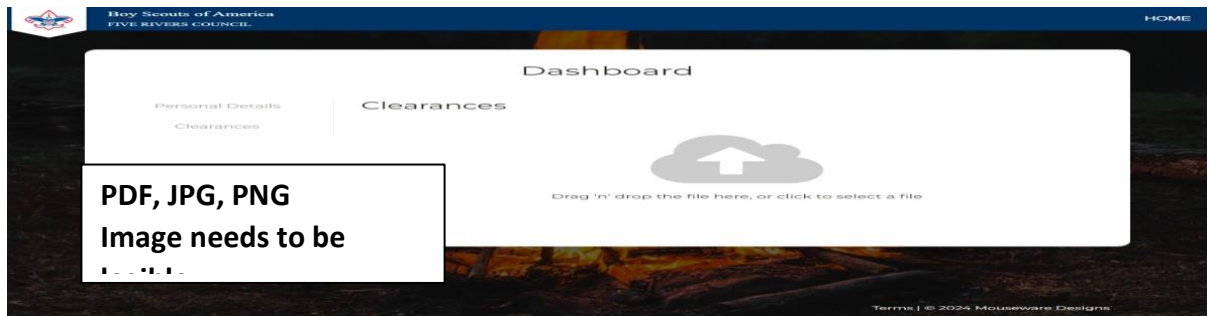 Boy Scouts of America
FIVE RIVERS COUNCIL
HOME
Dashboard
Personal Details
Clearances
Clearances
Drag 'n' drop the file here, or click to select a file
PDF, JPG, PNG
Image needs to be
Terms | © 2024 Mouseware Designs